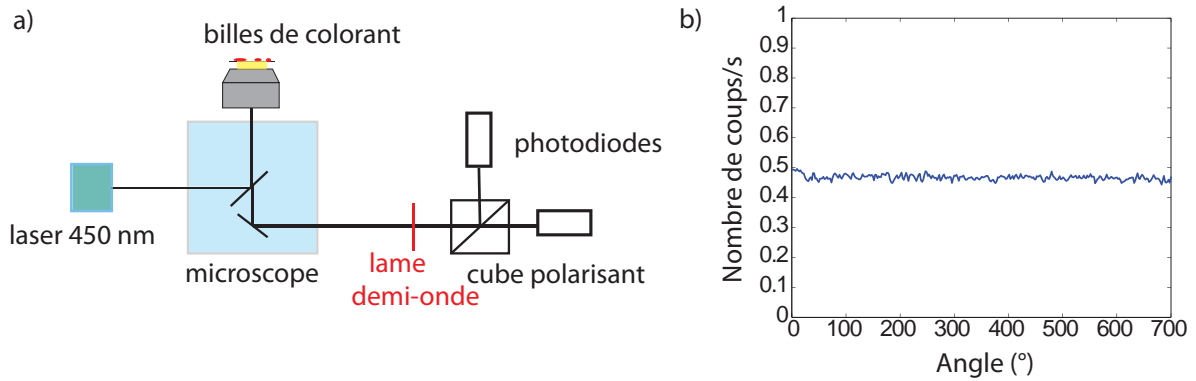 a)
billes de colorant
photodiodes
laser 450 nm
microscope
lame
demi-onde
cube polarisant
b)
Nombre de coups/s
1
0.9
0.8
0.7
0.6
0.5
0.4
0.3
0.2
0.1
0
0 100 200 300 400 500 600 700
Angle (°)